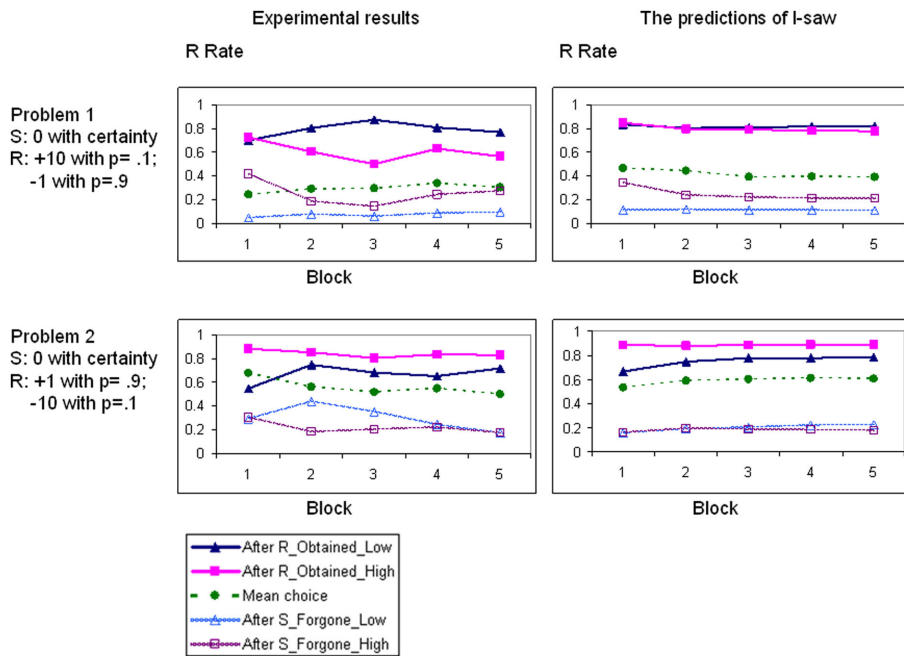 Experimental results
The predictions of I-saw
R Rate
R Rate
Problem 1
S: 0 with certainty
R: +10 with p= .1;
-1 with p=.9
1
0.8
0.6
0.4
0.2
0
1 2 3 4 5
Block
1
0.8
0.6
0.4
0.2
0
1 2 3 4 5
Block
Problem 2
S: 0 with certainty
R: +1 with p= .9;
-10 with p=.1
1
0.8
0.6
0.4
0.2
0
1 2 3 4 5
Block
1
0.8
0.6
0.4
0.2
0
1 2 3 4 5
Block
After R_Obtained_Low
After R_Obtained_High
Mean choice
After S_Forgone_Low
After S_Forgone_High